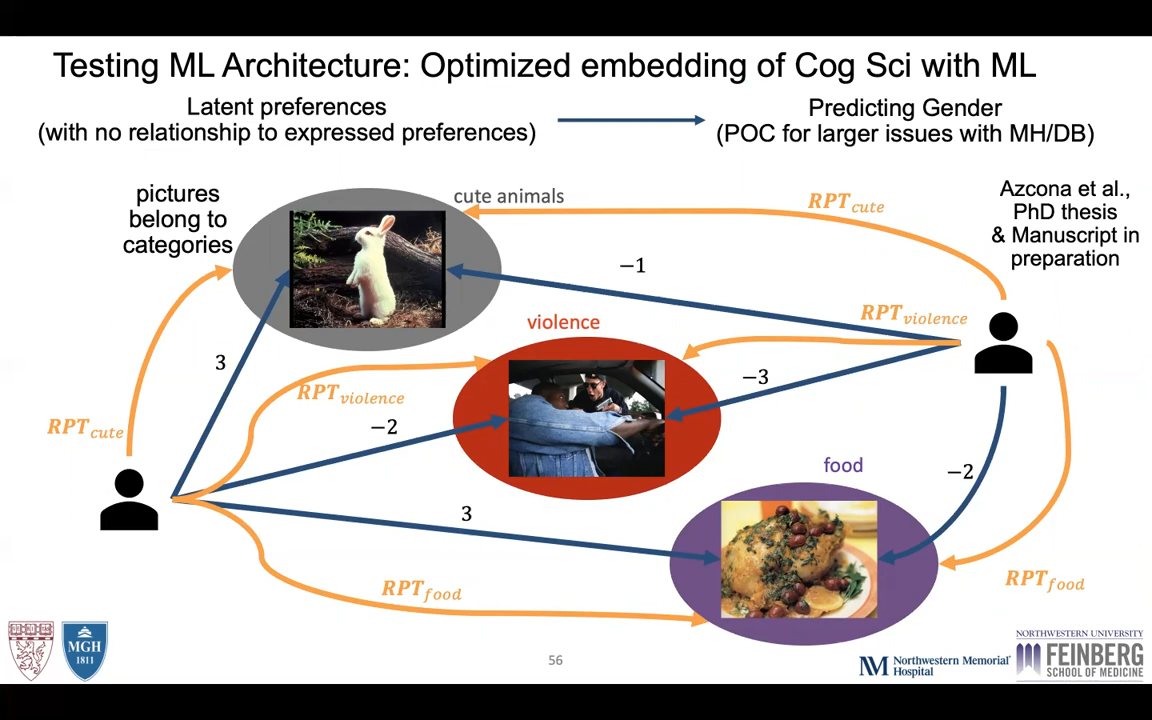 Testing ML Architecture: Optimized embedding of Cog Sci with ML
Latent preferences
(with no relationship to expressed preferences)
Predicting Gender
(POC for larger issues with MH/DB)
pictures
belong to
categories
cute animals
RPTcute
Azcona et al.,
PhD thesis
& Manuscript in
preparation
−1
violence
RPTviolence
3
RPTviolence
−3
RPTcute
−2
food
−2
3
RPTfood
RPTfood
MGH
1811
56
NM Northwestern Memorial®
Hospital
NORTHWESTERN UNIVERSITY
FEINBERG
SCHOOL OF MEDICINE